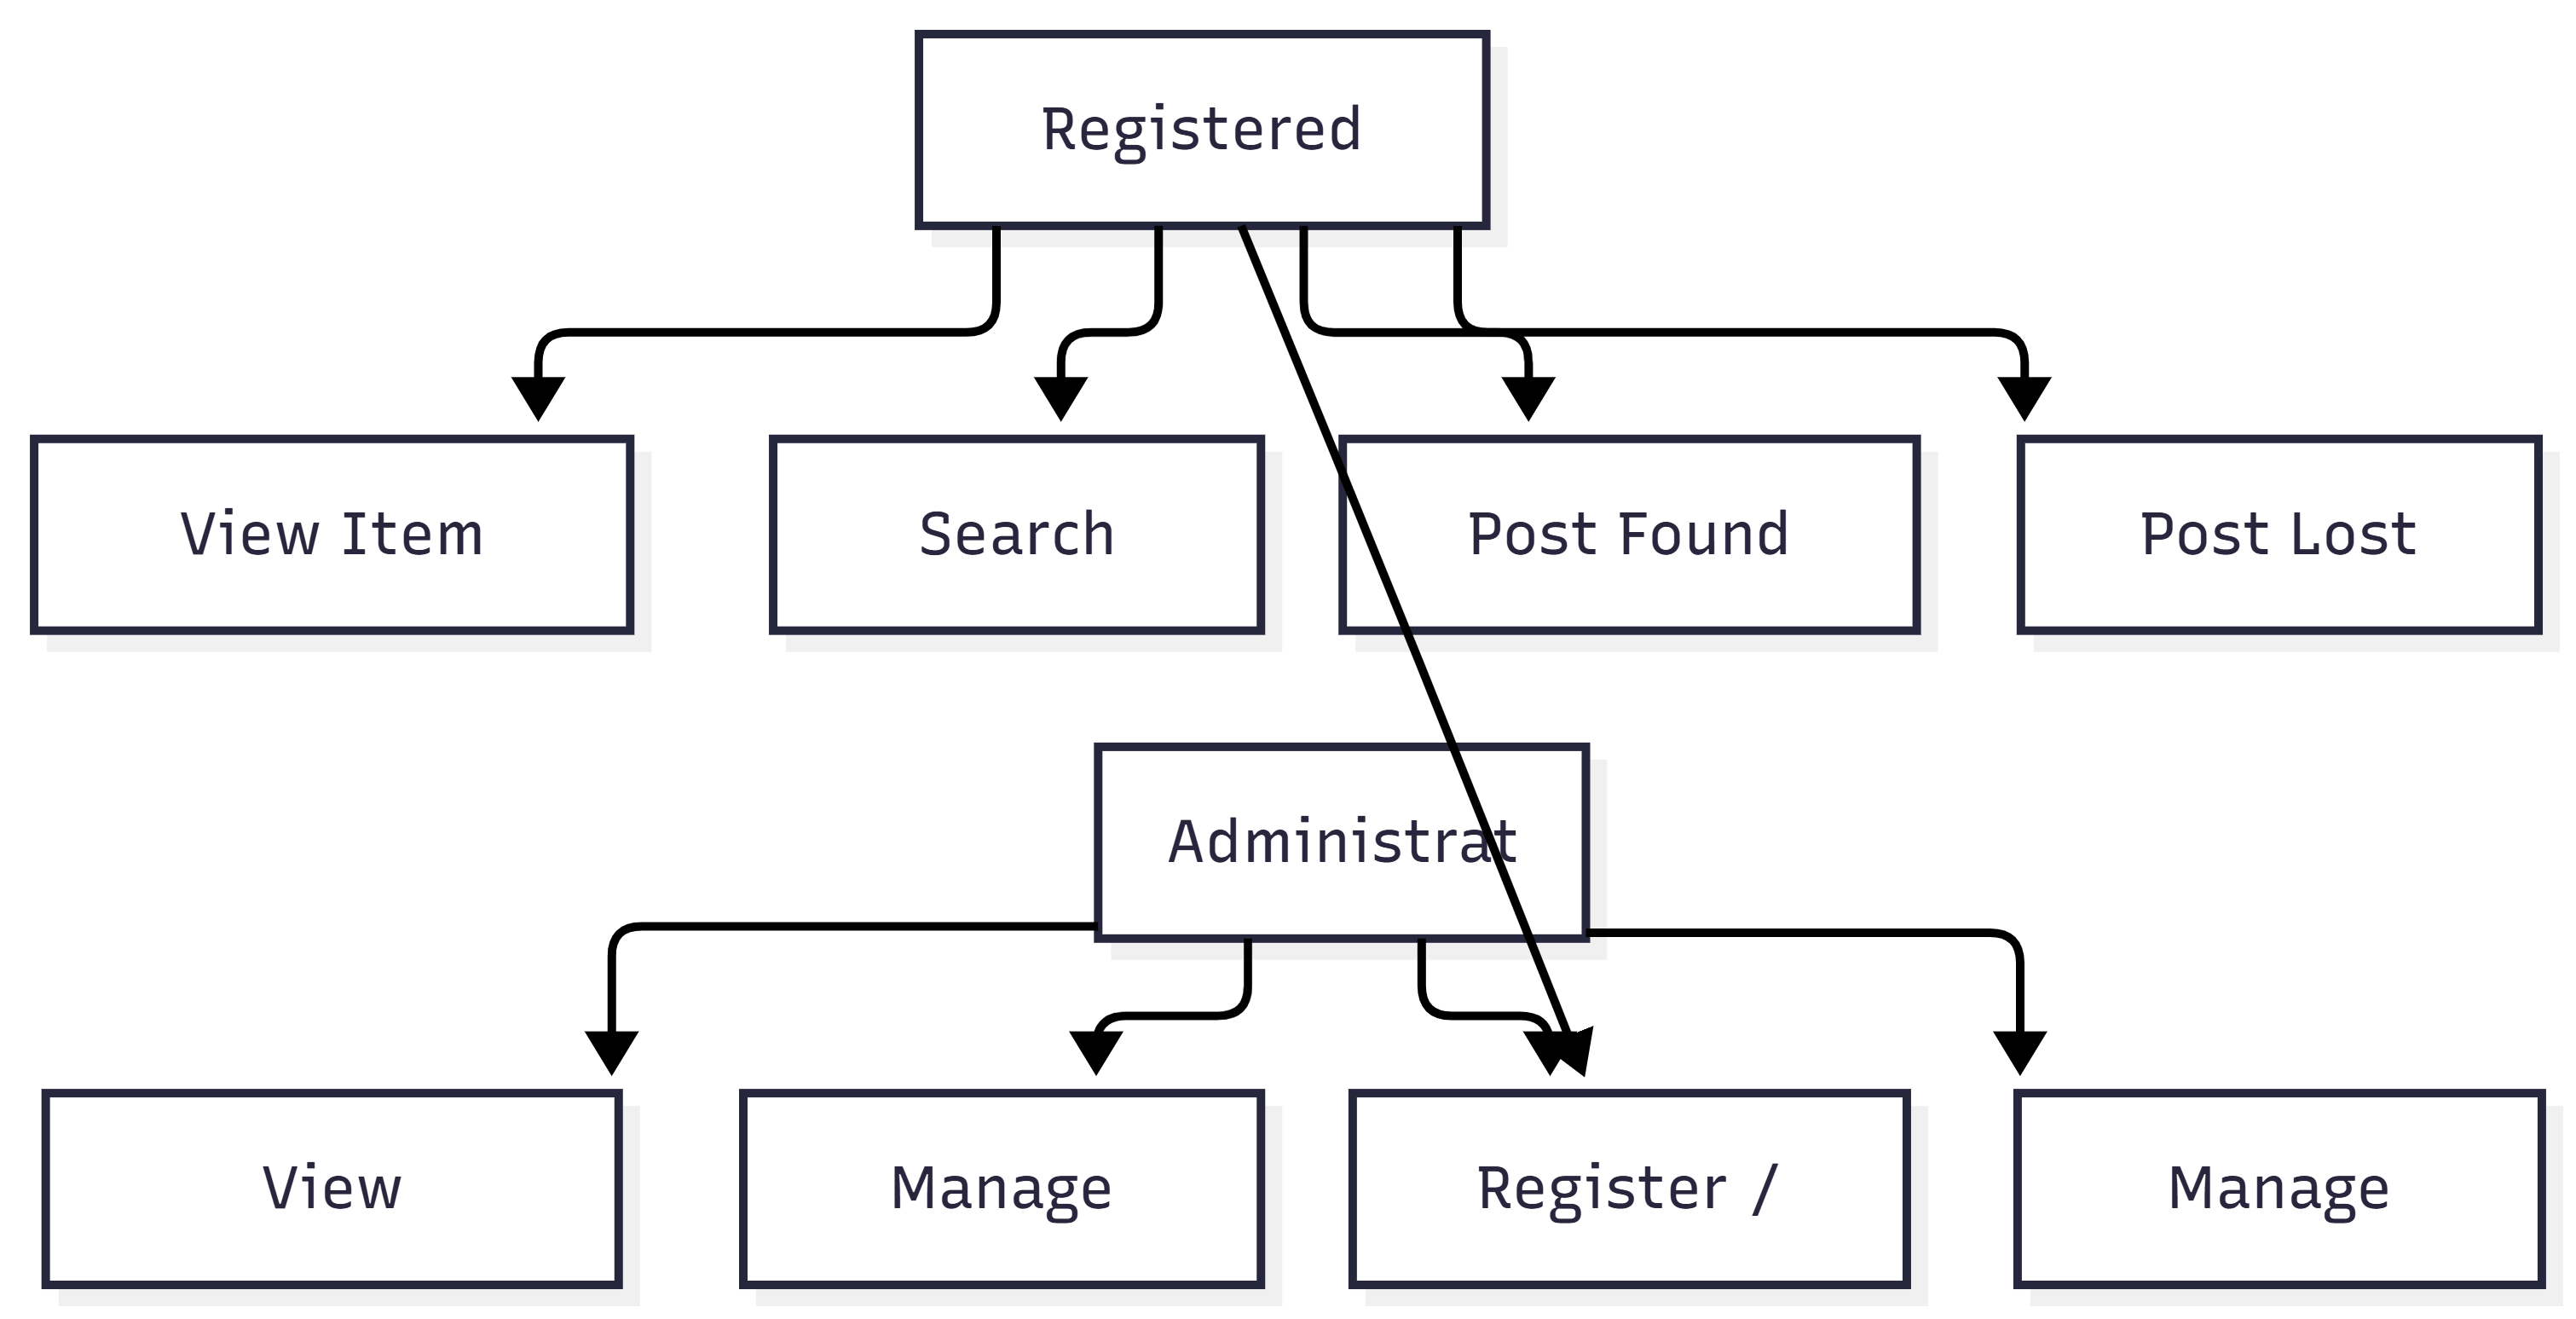 Registered
View Item
Search
Post Found
Post Lost
Administrat
View
Manage
Register /
Manage